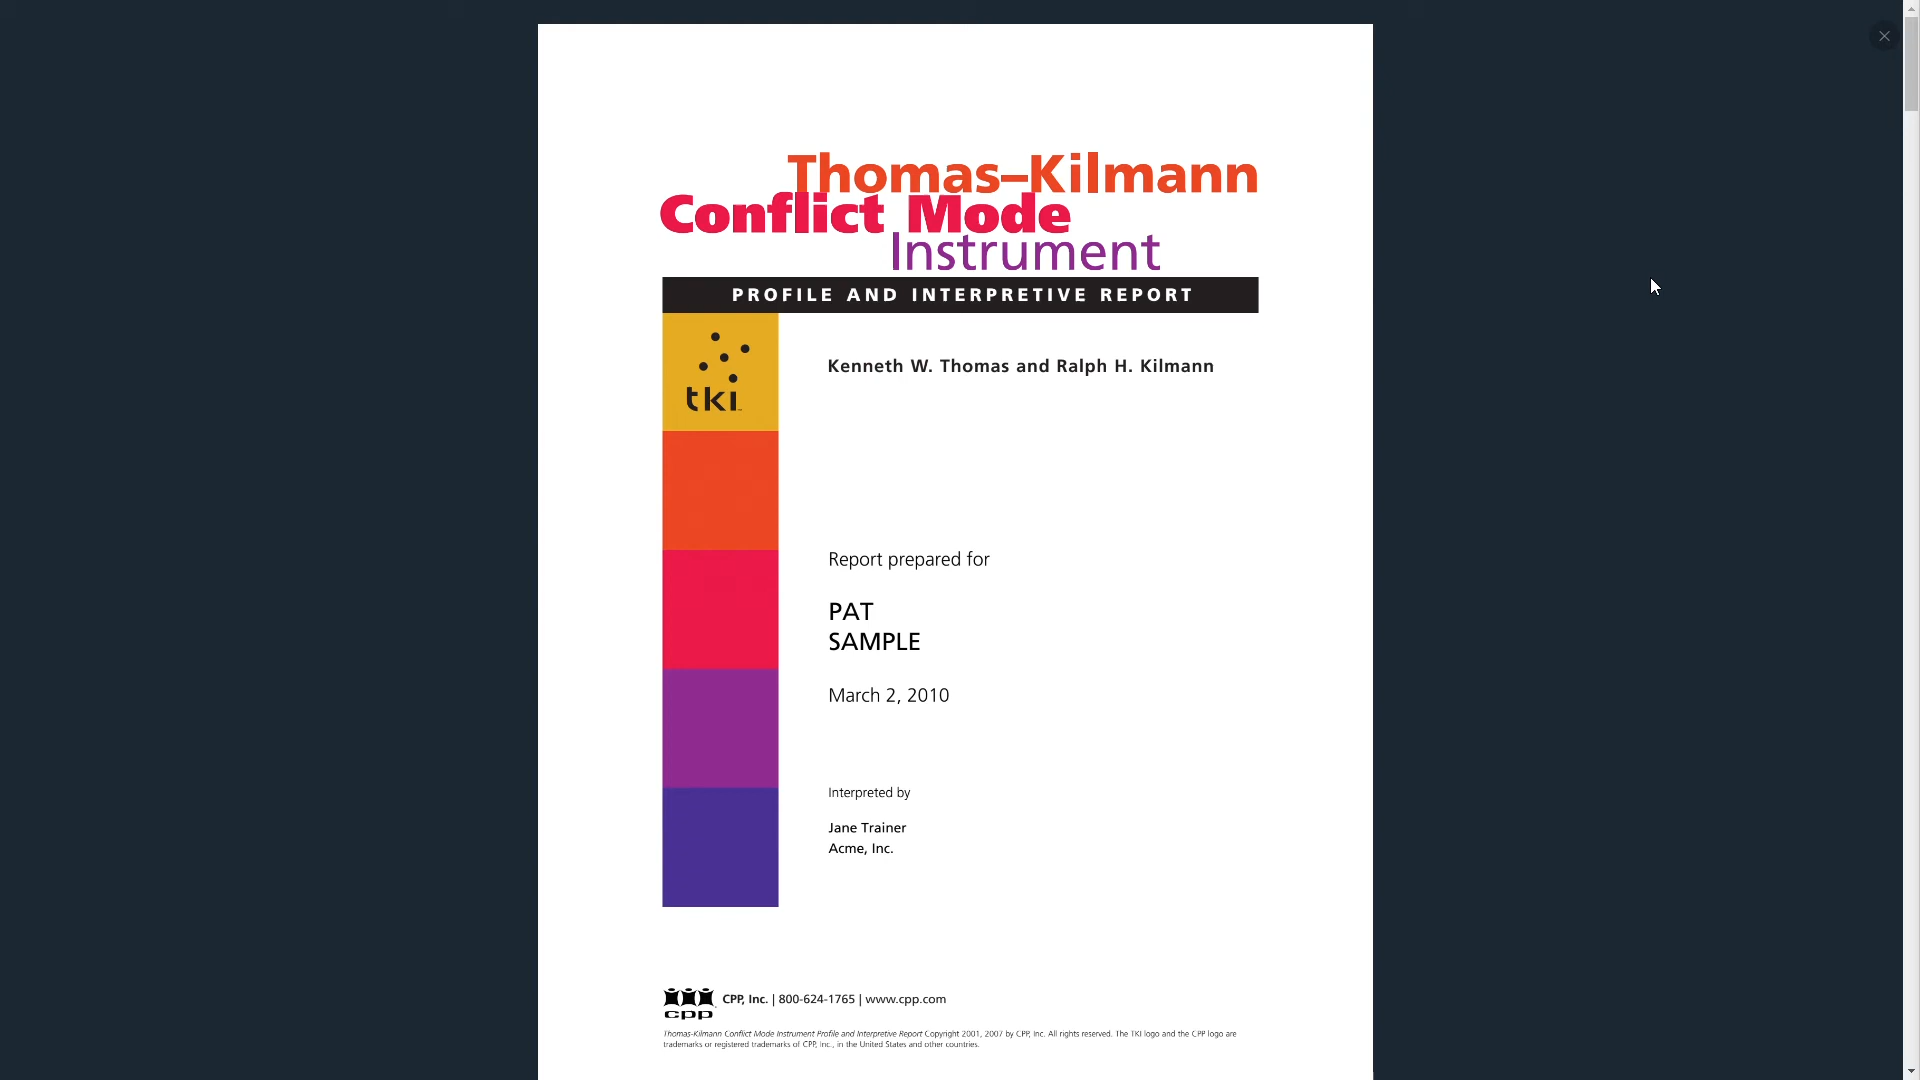 Thomas–Kilmann
Conflict Mode
Instrument
PROFILE AND INTERPRETIVE REPORT
tki™
Kenneth W. Thomas and Ralph H. Kilmann
Report prepared for
PAT
SAMPLE
March 2, 2010
Interpreted by
Jane Trainer
Acme, Inc.
cpp
CPP, Inc. | 800-624-1765 | www.cpp.com
Thomas-Kilmann Conflict Mode Instrument Profile and Interpretive Report Copyright 2001, 2007 by CPP, Inc. All rights reserved. The TKI logo and the CPP logo are
trademarks or registered trademarks of CPP, Inc., in the United States and other countries.